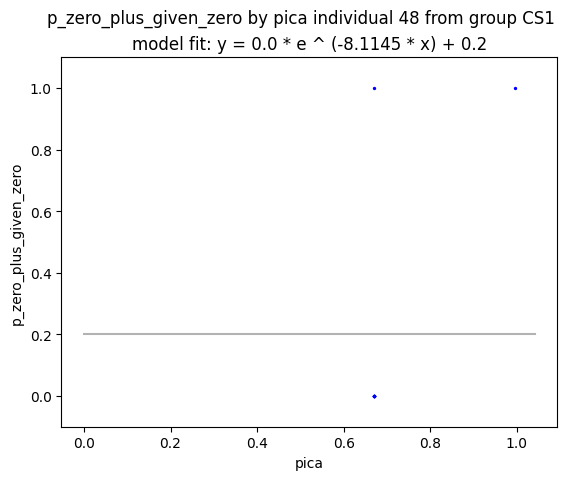 p_zero_plus_given_zero by pica individual 48 from group CS1
model fit: y = 0.0 * e ^ (-8.1145 * x) + 0.2
1.0
0.8
0.6
0.4
0.2
0.0
p_zero_plus_given_zero
0.0 0.2 0.4 0.6 0.8 1.0
pica